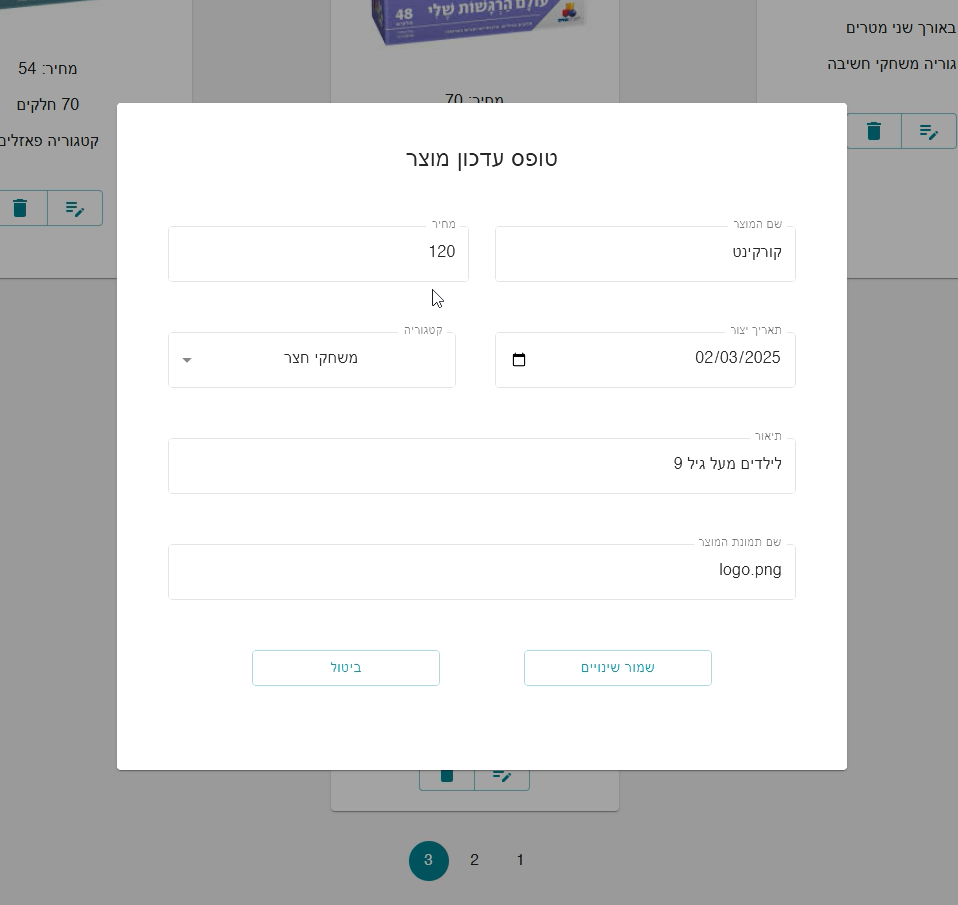 עולם הרגשות שלי
48
באורך שני מטרים
גוריה משחקי חשיבה
מחיר: 70
מחיר: 54
70 חלקים
קטגוריה פאזלים
טופס עדכון מוצר
שם המוצר
קורקינט
מחיר
120
תאריך יצור
02/03/2025
קטגוריה
משחקי חצר
תיאור
לילדים מעל גיל 9
שם תמונת המוצר
logo.png
שמור שינויים
ביטול
1 2 3